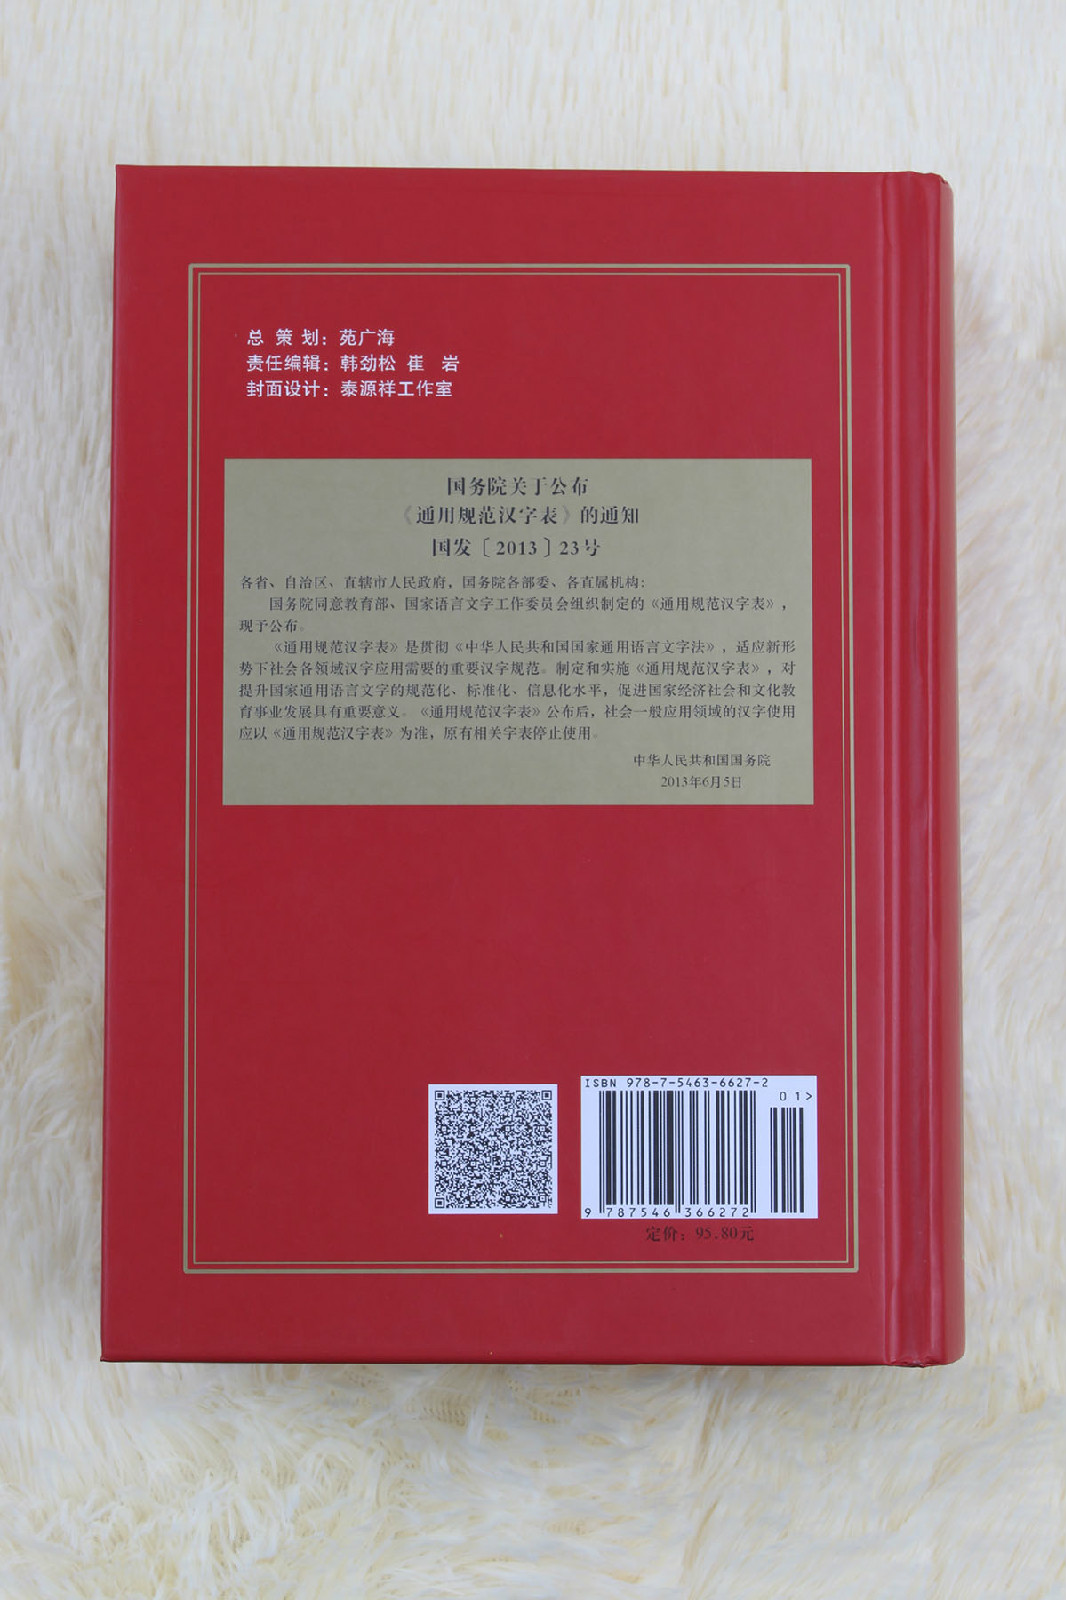 总 策 划：苑广海
责任编辑：韩劲松 崔 岩
封面设计：泰源祥工作室
国务院关于公布
《通用规范汉字表》的通知
国发〔2013〕23号
各省、自治区、直辖市人民政府，国务院各部委、各直属机构：
国务院同意教育部、国家语言文字工作委员会组织制定的《通用规范汉字表》，
现予公布。
《通用规范汉字表》是贯彻《中华人民共和国国家通用语言文字法》，适应新形
势下社会各领域汉字应用需要的重要汉字规范。制定和实施《通用规范汉字表》，对
提升国家通用语言文字的规范化、标准化、信息化水平，促进国家经济社会和文化教
育事业发展具有重要意义。《通用规范汉字表》公布后，社会一般应用领域的汉字使用
应以《通用规范汉字表》为准，原有相关字表停止使用。
中华人民共和国国务院
2013年6月5日
ISBN 978-7-5463-6627-2
01>
9 787546 366272
定价：95.80元